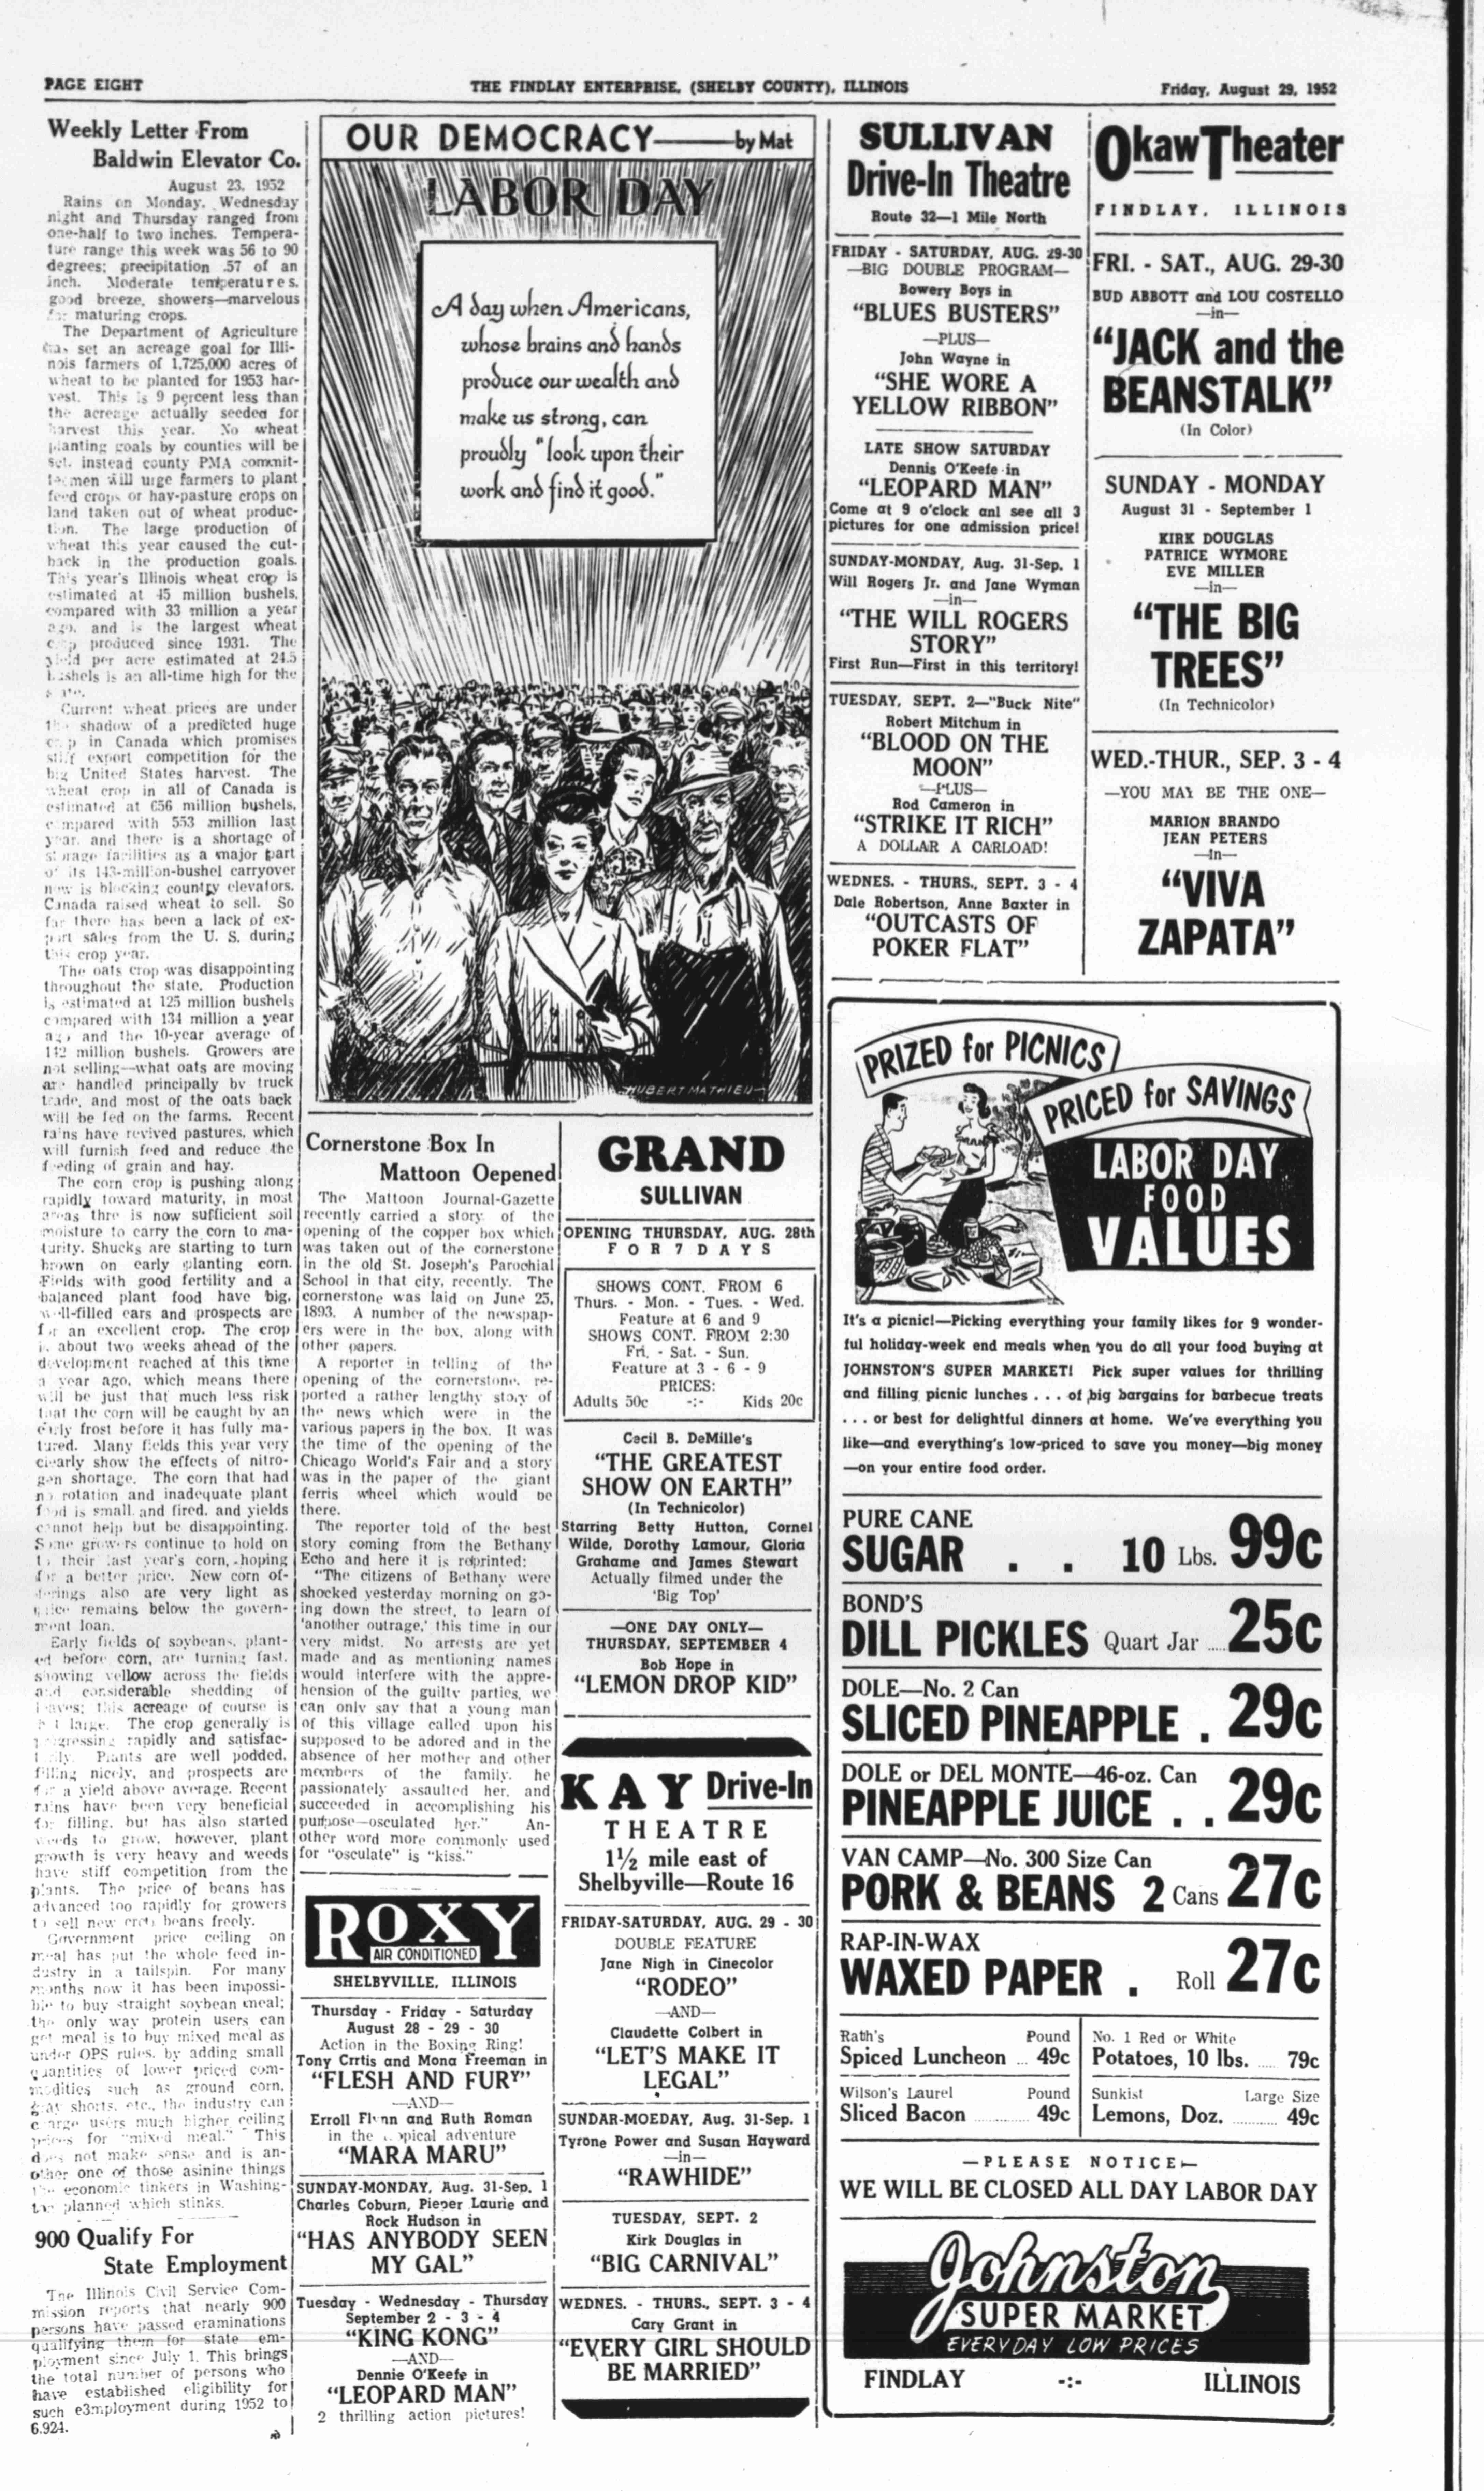 PAGE EIGHT
THE FINDLAY ENTERPRISE, (SHELBY COUNTY), ILLINOIS
Friday, August 29, 1952
Weekly Letter From
Baldwin Elevator Co.
August 23, 1952
Rains on Monday, Wednesday
night and Thursday ranged from
one-half to two inches. Tempera-
ture range this week was 56 to 90
degrees; precipitation .57 of an
inch. Moderate temperatures,
good breeze, showers—marvelous
for maturing crops.
The Department of Agriculture
has set an acreage goal for Illi-
nois farmers of 1,725,000 acres of
wheat to be planted for 1953 har-
vest. This is 9 percent less than
the acreage actually seeded for
harvest this year. No wheat
planting goals by counties will be
set, instead county PMA commit-
temen will urge farmers to plant
feed crops or hay-pasture crops on
land taken out of wheat produc-
tion. The large production of
wheat this year caused the cut-
back in the production goals.
This year's Illinois wheat crop is
estimated at 45 million bushels,
compared with 33 million a year
ago, and is the largest wheat
crop produced since 1931. The
yield per acre estimated at 24.5
bushels is an all-time high for the
state.
Current wheat prices are under
the shadow of a predicted huge
crop in Canada which promises
stiff export competition for the
big United States harvest. The
wheat crop in all of Canada is
estimated at 656 million bushels,
compared with 553 million last
year, and there is a shortage of
storage facilities as a major part
of its 143-million-bushel carryover
now is blocking country elevators.
Canada raised wheat to sell. So
far there has been a lack of ex-
port sales from the U. S. during
this crop year.
The oats crop was disappointing
throughout the state. Production
is estimated at 125 million bushels
compared with 134 million a year
ago and the 10-year average of
142 million bushels. Growers are
not selling—what oats are moving
are handled principally by truck
trade, and most of the oats back
will be fed on the farms. Recent
rains have revived pastures, which
will furnish feed and reduce the
feeding of grain and hay.
The corn crop is pushing along
rapidly toward maturity, in most
areas thre is now sufficient soil
moisture to carry the corn to ma-
turity. Shucks are starting to turn
brown on early planting corn.
Fields with good fertility and a
balanced plant food have big,
well-filled ears and prospects are
for an excellent crop. The crop
is about two weeks ahead of the
development reached at this time
a year ago, which means there
will be just that much less risk
that the corn will be caught by an
early frost before it has fully ma-
tured. Many fields this year very
clearly show the effects of nitro-
gen shortage. The corn that had
no rotation and inadequate plant
food is small and fired, and yields
cannot help but be disappointing.
Some growers continue to hold on
to their last year's corn, hoping
for a better price. New corn of-
ferings also are very light as
price remains below the govern-
ment loan.
Early fields of soybeans, plant-
ed before corn, are turning fast,
showing yellow across the fields
and considerable shedding of
leaves; this acreage of course is
not large. The crop generally is
progressing rapidly and satisfac-
torily. Plants are well podded,
filling nicely, and prospects are
for a yield above average. Recent
rains have been very beneficial
for filling, but has also started
weeds to grow, however, plant
growth is very heavy and weeds
have stiff competition from the
plants. The price of beans has
advanced too rapidly for growers
to sell new crop beans freely.
Government price ceiling on
meal has put the whole feed in-
dustry in a tailspin. For many
months now it has been impossi-
ble to buy straight soybean meal;
the only way protein users can
get meal is to buy mixed meal as
under OPS rules, by adding small
quantities of lower priced com-
modities such as ground corn,
gray shorts, etc., the industry can
charge users much higher ceiling
prices for "mixed meal." This
does not make sense and is an-
other one of those asinine things
the economic tinkers in Washing-
ton planned which stinks.
900 Qualify For
State Employment
The Illinois Civil Service Com-
mission reports that nearly 900
persons have passed eraminations
qualifying them for state em-
ployment since July 1. This brings
the total number of persons who
have established eligibility for
such e3mployment during 1952 to
6,924.
OUR DEMOCRACY——by Mat
LABOR DAY
A day when Americans,
whose brains and hands
produce our wealth and
make us strong, can
proudly "look upon their
work and find it good."
HUBERT MATHIEU
Cornerstone Box In
Mattoon Oepened
The Mattoon Journal-Gazette
recently carried a story of the
opening of the copper box which
was taken out of the cornerstone
in the old St. Joseph's Parochial
School in that city, recently. The
cornerstone was laid on June 25,
1893. A number of the newspap-
ers were in the box, along with
other papers.
A reporter in telling of the
opening of the cornerstone, re-
ported a rather lengthy story of
the news which were in the
various papers in the box. It was
the time of the opening of the
Chicago World's Fair and a story
was in the paper of the giant
ferris wheel which would be
there.
The reporter told of the best
story coming from the Bethany
Echo and here it is reprinted:
"The citizens of Bethany were
shocked yesterday morning on go-
ing down the street, to learn of
'another outrage,' this time in our
very midst. No arrests are yet
made and as mentioning names
would interfere with the appre-
hension of the guilty parties, we
can only say that a young man
of this village called upon his
supposed to be adored and in the
absence of her mother and other
members of the family, he
passionately assaulted her, and
succeeded in accomplishing his
purpose—osculated her." An-
other word more commonly used
for "osculate" is "kiss."
ROXY
AIR CONDITIONED
SHELBYVILLE, ILLINOIS
Thursday - Friday - Saturday
August 28 - 29 - 30
Action in the Boxing Ring!
Tony Crrtis and Mona Freeman in
"FLESH AND FURY"
—AND—
Erroll Flynn and Ruth Roman
in the tropical adventure
"MARA MARU"
SUNDAY-MONDAY, Aug. 31-Sep. 1
Charles Coburn, Pieper Laurie and
Rock Hudson in
"HAS ANYBODY SEEN
MY GAL"
Tuesday - Wednesday - Thursday
September 2 - 3 - 4
"KING KONG"
—AND—
Dennie O'Keefe in
"LEOPARD MAN"
2 thrilling action pictures!
GRAND
SULLIVAN
OPENING THURSDAY, AUG. 28th
FOR 7 DAYS
SHOWS CONT. FROM 6
Thurs. - Mon. - Tues. - Wed.
Feature at 6 and 9
SHOWS CONT. FROM 2:30
Fri. - Sat. - Sun.
Feature at 3 - 6 - 9
PRICES:
Adults 50c -:- Kids 20c
Cecil B. DeMille's
"THE GREATEST
SHOW ON EARTH"
(In Technicolor)
Starring Betty Hutton, Cornel
Wilde, Dorothy Lamour, Gloria
Grahame and James Stewart
Actually filmed under the
'Big Top'
—ONE DAY ONLY—
THURSDAY, SEPTEMBER 4
Bob Hope in
"LEMON DROP KID"
KAY Drive-In
THEATRE
1½ mile east of
Shelbyville—Route 16
FRIDAY-SATURDAY, AUG. 29 - 30
DOUBLE FEATURE
Jane Nigh in Cinecolor
"RODEO"
—AND—
Claudette Colbert in
"LET'S MAKE IT
LEGAL"
SUNDAR-MOEDAY, Aug. 31-Sep. 1
Tyrone Power and Susan Hayward
—in—
"RAWHIDE"
TUESDAY, SEPT. 2
Kirk Douglas in
"BIG CARNIVAL"
WEDNES. - THURS., SEPT. 3 - 4
Cary Grant in
"EVERY GIRL SHOULD
BE MARRIED"
SULLIVAN
Drive-In Theatre
Route 32—1 Mile North
FRIDAY - SATURDAY, AUG. 29-30
—BIG DOUBLE PROGRAM—
Bowery Boys in
"BLUES BUSTERS"
—PLUS—
John Wayne in
"SHE WORE A
YELLOW RIBBON"
LATE SHOW SATURDAY
Dennis O'Keefe in
"LEOPARD MAN"
Come at 9 o'clock anl see all 3
pictures for one admission price!
SUNDAY-MONDAY, Aug. 31-Sep. 1
Will Rogers Jr. and Jane Wyman
—in—
"THE WILL ROGERS
STORY"
First Run—First in this territory!
TUESDAY, SEPT. 2—"Buck Nite"
Robert Mitchum in
"BLOOD ON THE
MOON"
—PLUS—
Rod Cameron in
"STRIKE IT RICH"
A DOLLAR A CARLOAD!
WEDNES. - THURS., SEPT. 3 - 4
Dale Robertson, Anne Baxter in
"OUTCASTS OF
POKER FLAT"
Okaw Theater
FINDLAY, ILLINOIS
FRI. - SAT., AUG. 29-30
BUD ABBOTT and LOU COSTELLO
—in—
"JACK and the
BEANSTALK"
(In Color)
SUNDAY - MONDAY
August 31 - September 1
KIRK DOUGLAS
PATRICE WYMORE
EVE MILLER
—in—
"THE BIG
TREES"
(In Technicolor)
WED.-THUR., SEP. 3 - 4
—YOU MAY BE THE ONE—
MARION BRANDO
JEAN PETERS
—In—
"VIVA
ZAPATA"
PRIZED for PICNICS
PRICED for SAVINGS
LABOR DAY
FOOD
VALUES
It's a picnic!—Picking everything your family likes for 9 wonder-
ful holiday-week end meals when you do all your food buying at
JOHNSTON'S SUPER MARKET! Pick super values for thrilling
and filling picnic lunches . . . of big bargains for barbecue treats
. . . or best for delightful dinners at home. We've everything you
like—and everything's low-priced to save you money—big money
—on your entire food order.
PURE CANE
SUGAR . . 10 Lbs. 99c
BOND'S
DILL PICKLES Quart Jar ..... 25c
DOLE—No. 2 Can
SLICED PINEAPPLE . 29c
DOLE or DEL MONTE—46-oz. Can
PINEAPPLE JUICE . . 29c
VAN CAMP—No. 300 Size Can
PORK & BEANS 2 Cans 27c
RAP-IN-WAX
WAXED PAPER . Roll 27c
Rath's Pound
Spiced Luncheon ... 49c
Wilson's Laurel Pound
Sliced Bacon ............ 49c
No. 1 Red or White
Potatoes, 10 lbs. ..... 79c
Sunkist Large Size
Lemons, Doz. .......... 49c
—PLEASE NOTICE—
WE WILL BE CLOSED ALL DAY LABOR DAY
Johnston
SUPER MARKET
EVERYDAY LOW PRICES
FINDLAY -:- ILLINOIS